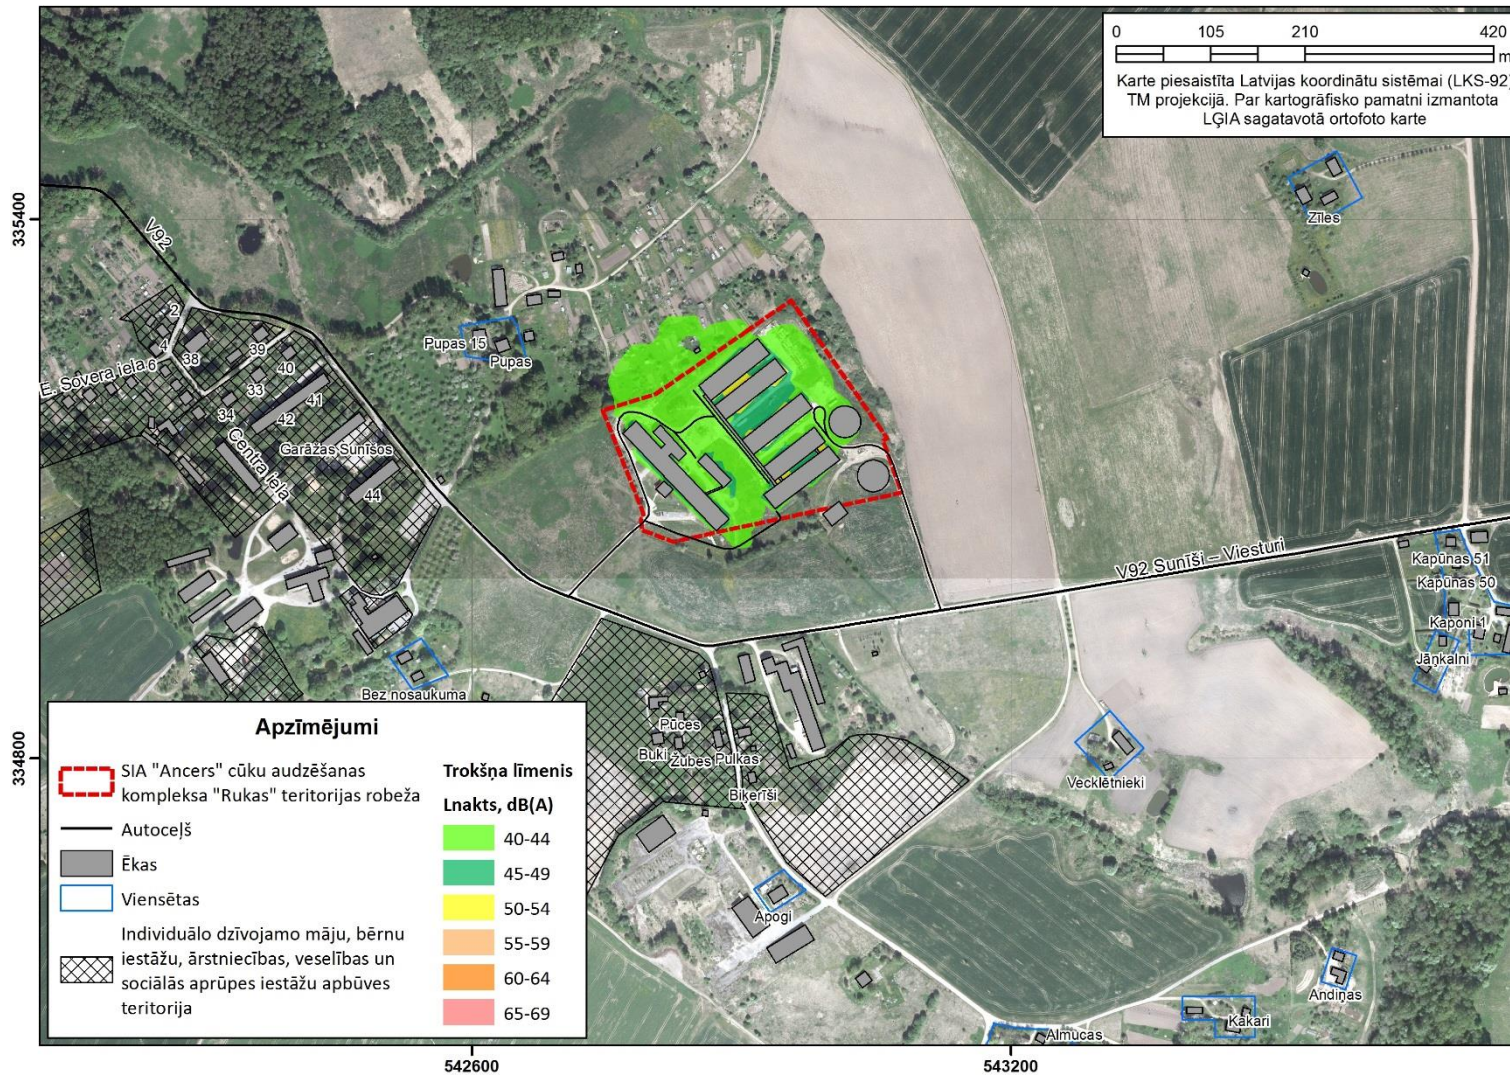 0 105 210 420
m
Karte piesaistīta Latvijas koordinātu sistēmai (LKS-92)
TM projekcijā. Par kartogrāfisko pamatni izmantota
LĢIA sagatavotā ortofoto karte
335400
334800
542600
543200
V92
Zīles
2
4
6
38
39
40
33
41
34
42
44
E. Sovera iela
Centra iela
Garāžas Sunīšos
Pupas 15
Pupas
V92 Sunīši – Viesturi
Kapūnas 51
Kapūnas 50
Kaponi 1
Jāņkalni
Bez nosaukuma
Pūces
Buki
Žubes
Pulkas
Biķerīši
Vecklētnieki
Apogi
Andiņas
Kakari
Almucas
Apzīmējumi
SIA "Ancers" cūku audzēšanas
kompleksa "Rukas" teritorijas robeža
Autoceļš
Ēkas
Viensētas
Individuālo dzīvojamo māju, bērnu
iestāžu, ārstniecības, veselības un
sociālās aprūpes iestāžu apbūves
teritorija
Trokšņa līmenis
Lnakts, dB(A)
40-44
45-49
50-54
55-59
60-64
65-69